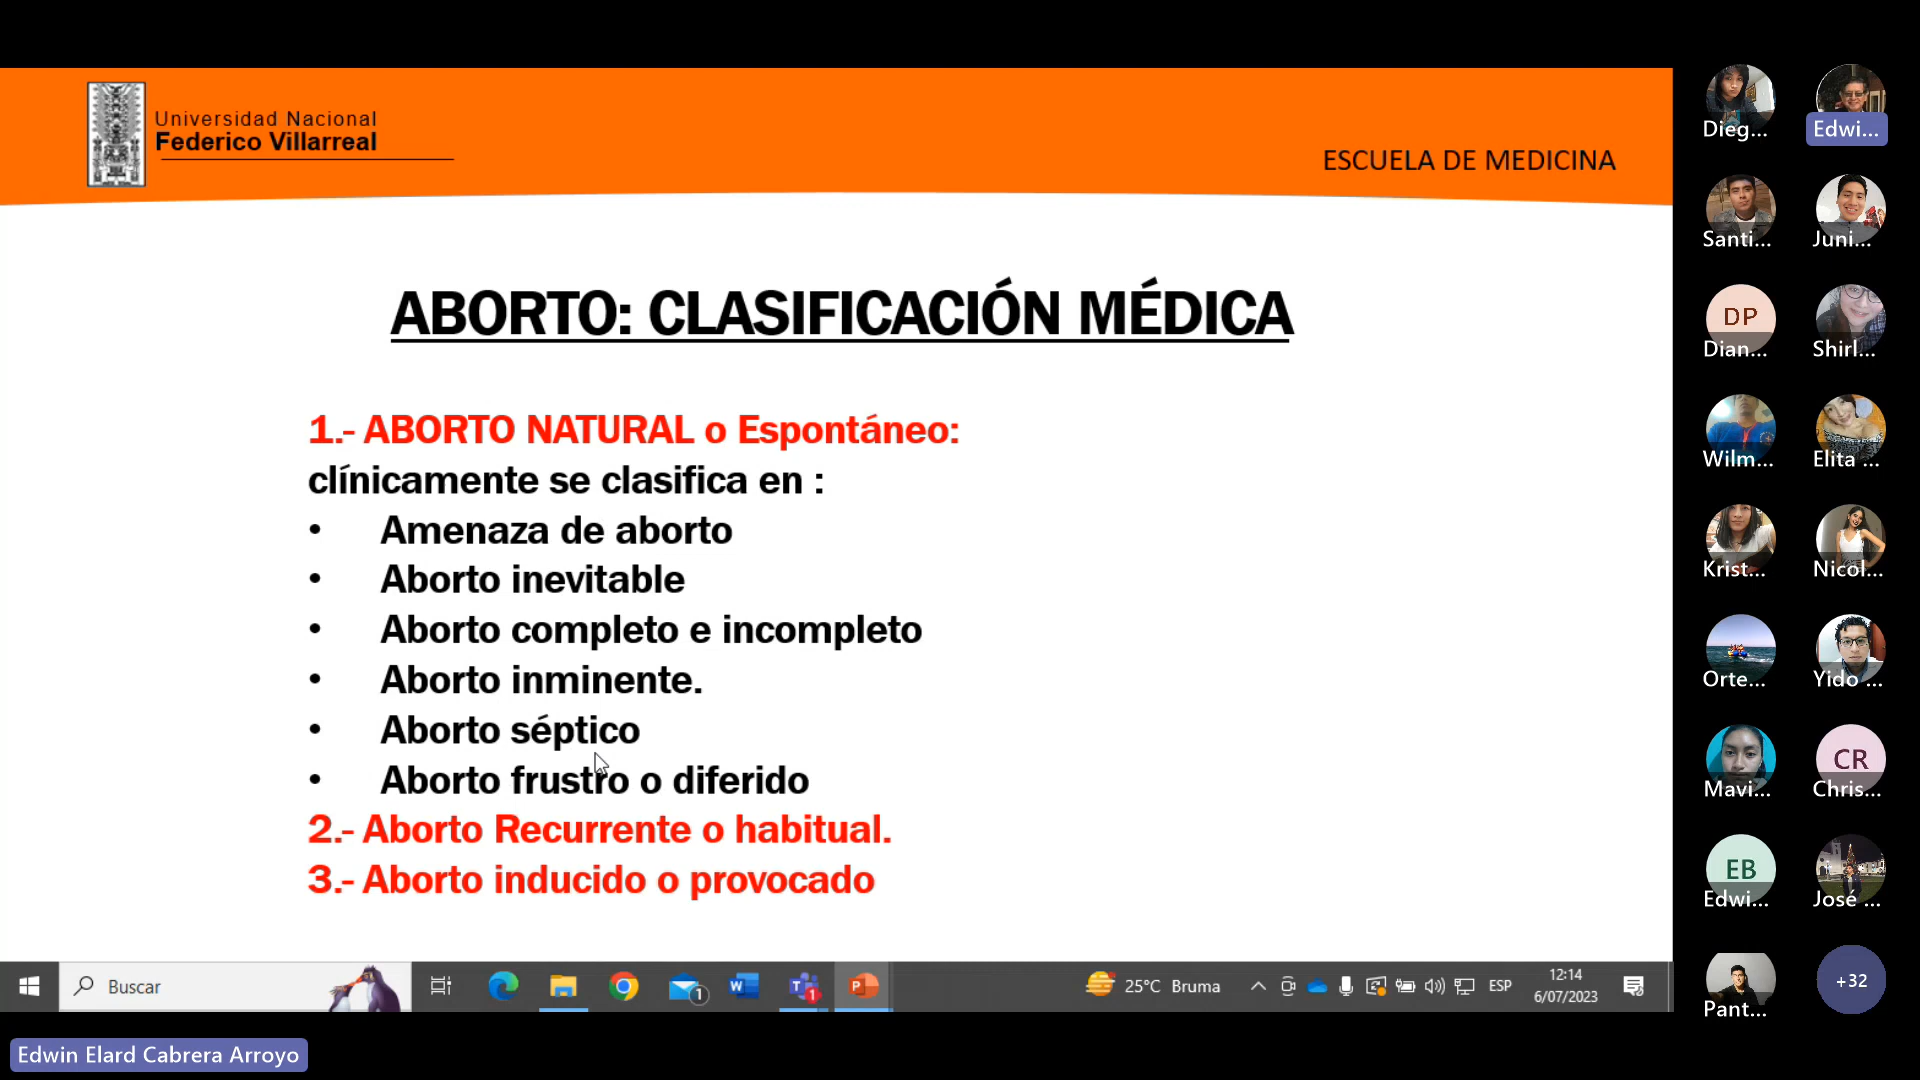 Universidad Nacional
Federico Villarreal
ESCUELA DE MEDICINA
ABORTO: CLASIFICACIÓN MÉDICA
1.- ABORTO NATURAL o Espontáneo:
clínicamente se clasifica en :
• Amenaza de aborto
• Aborto inevitable
• Aborto completo e incompleto
• Aborto inminente.
• Aborto séptico
• Aborto frustro o diferido
2.- Aborto Recurrente o habitual.
3.- Aborto inducido o provocado
Buscar
1
1
25°C Bruma
ESP
12:14
6/07/2023
Edwin Elard Cabrera Arroyo
Dieg...
Edwi...
Santi...
Juni...
DP
Dian...
Shirl...
Wilm...
Elita ...
Krist...
Nicol...
Orte...
Yido ...
Mavi...
CR
Chris...
EB
Edwi...
José ...
Pant...
+32